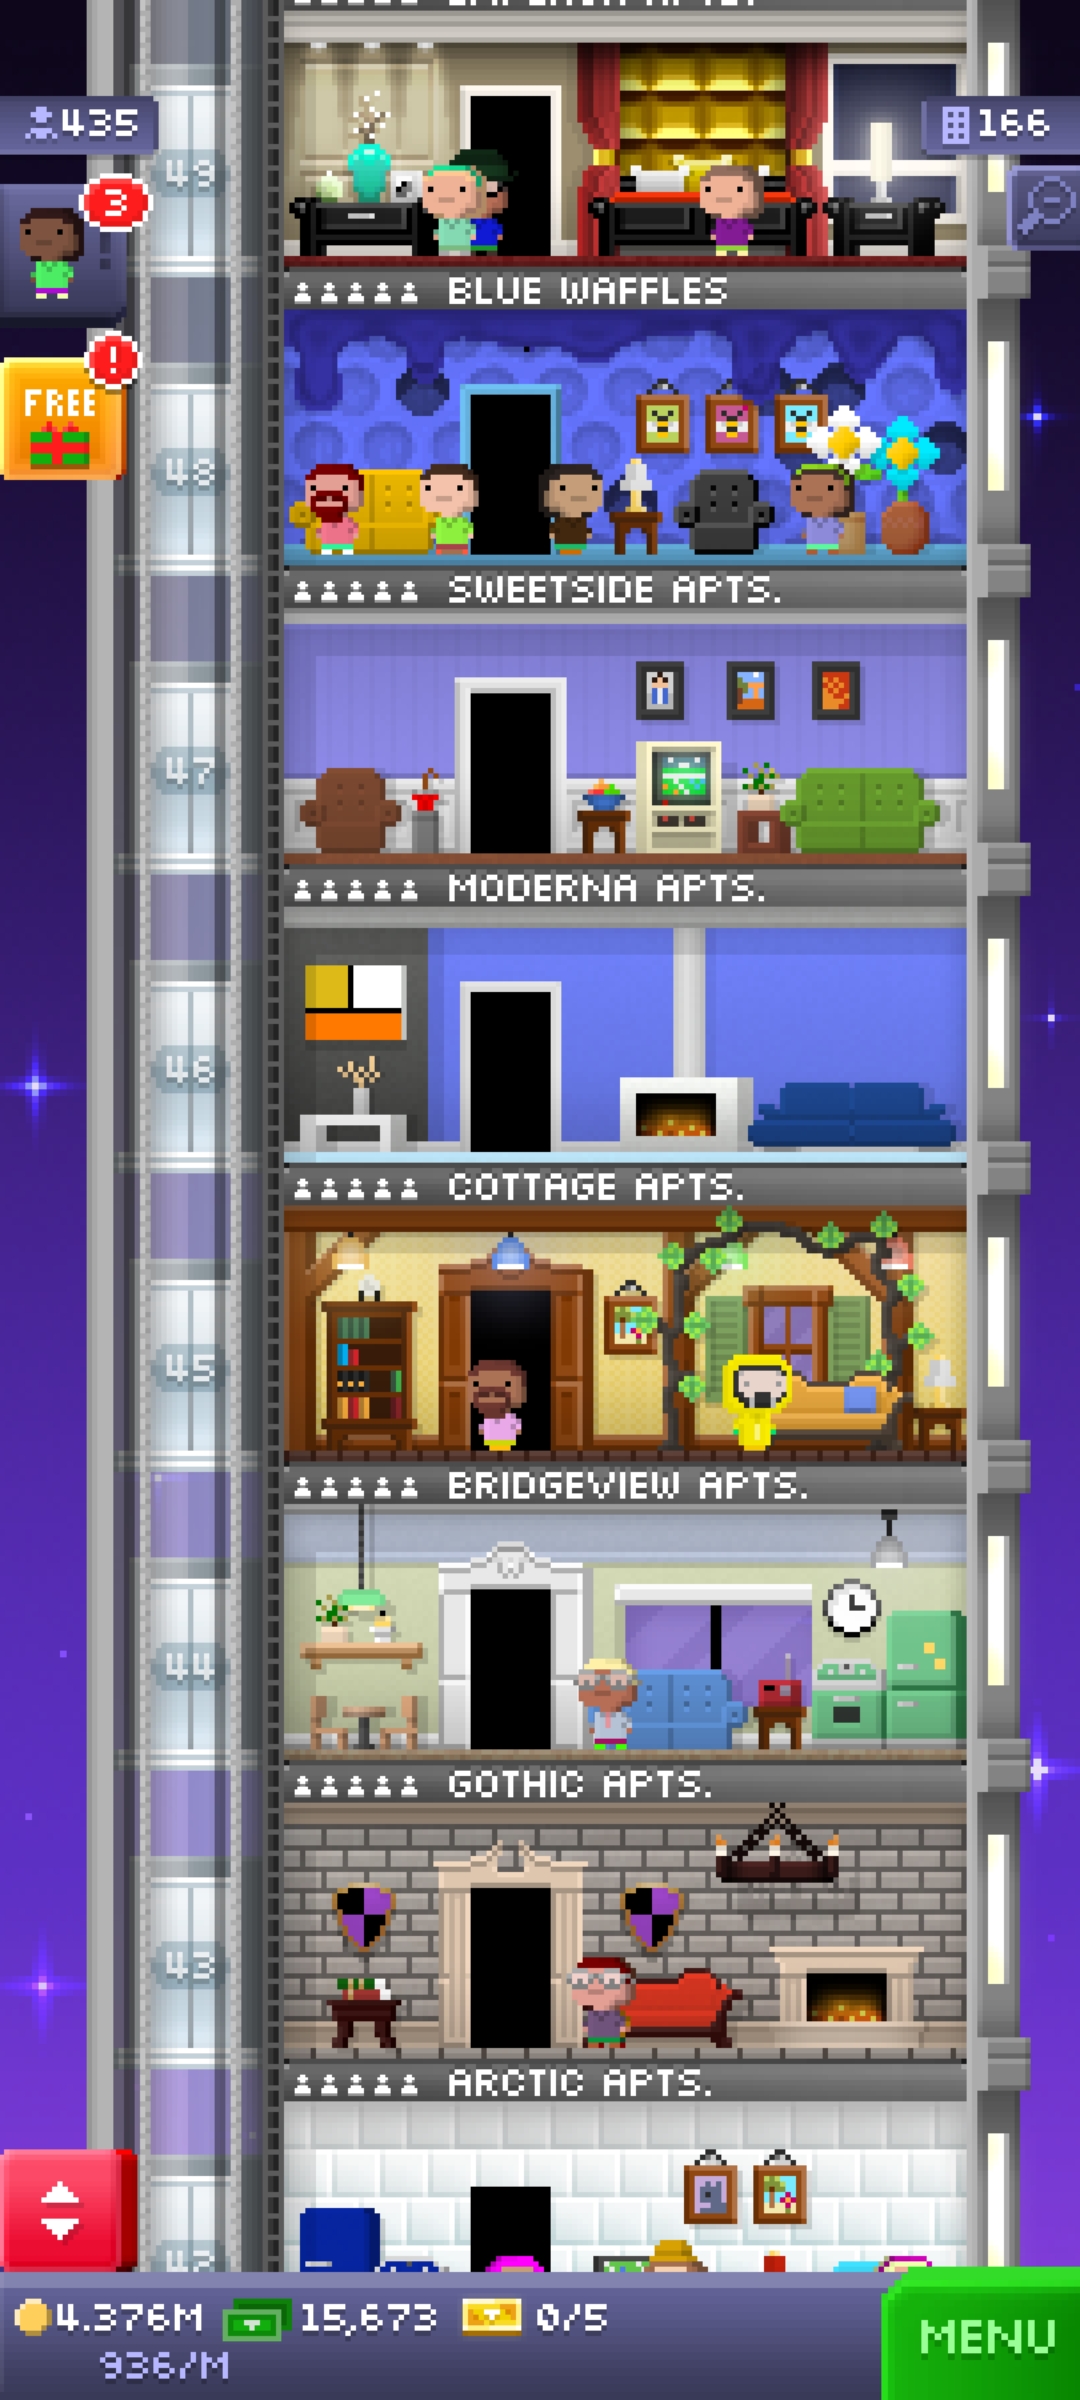 435
166
49
3
BLUE WAFFLES
FREE
!
48
SWEETSIDE APTS.
47
MODERNA APTS.
46
COTTAGE APTS.
45
BRIDGEVIEW APTS.
44
GOTHIC APTS.
43
ARCTIC APTS.
42
4.376M 15,673 0/5
936/M
MENU